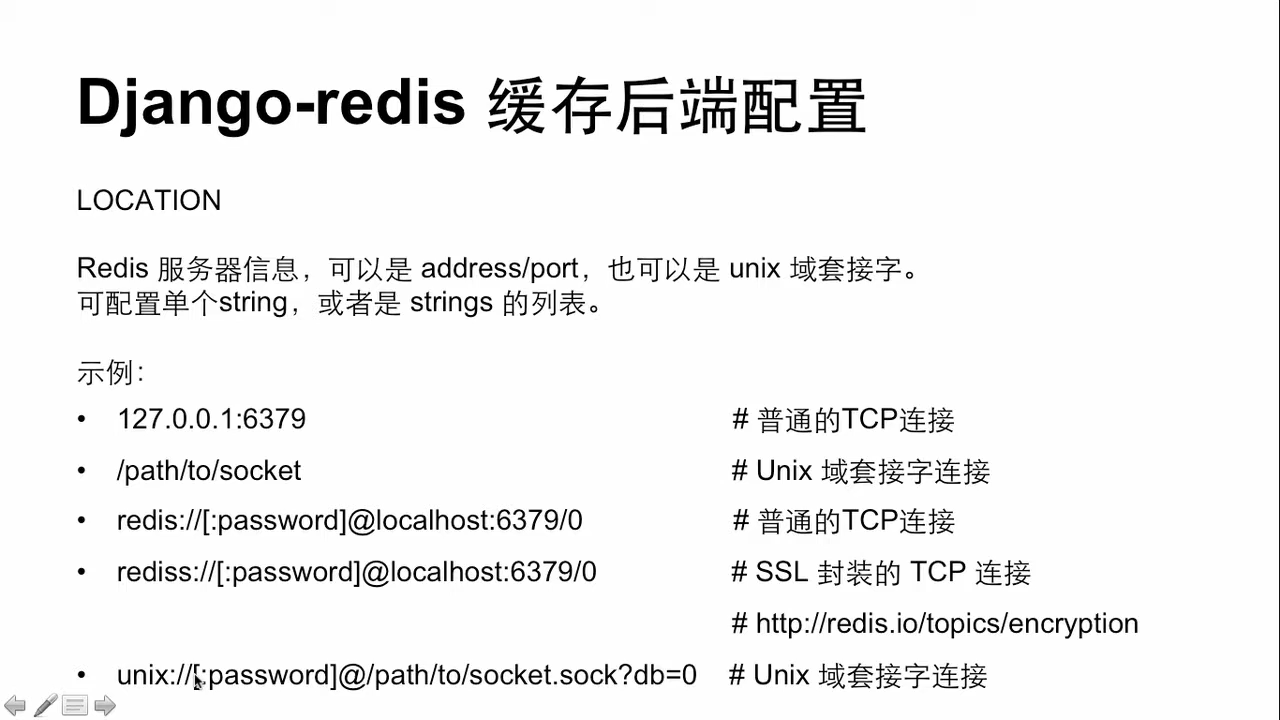 Django-redis 缓存后端配置
LOCATION
Redis 服务器信息，可以是 address/port，也可以是 unix 域套接字。
可配置单个string，或者是 strings 的列表。
示例：
• 127.0.0.1:6379 # 普通的TCP连接
• /path/to/socket # Unix 域套接字连接
• redis://[:password]@localhost:6379/0 # 普通的TCP连接
• rediss://[:password]@localhost:6379/0 # SSL 封装的 TCP 连接
# http://redis.io/topics/encryption
• unix://[:password]@/path/to/socket.sock?db=0 # Unix 域套接字连接